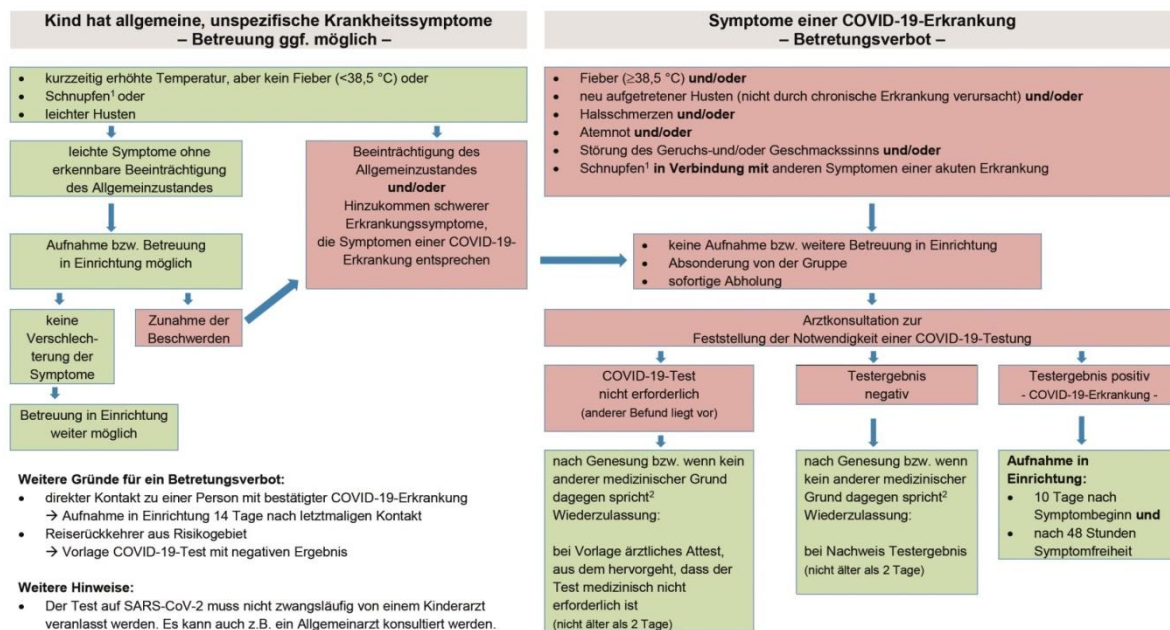 Kind hat allgemeine, unspezifische Krankheitssymptome
– Betreuung ggf. möglich –
• kurzzeitig erhöhte Temperatur, aber kein Fieber (<38,5 °C) oder
• Schnupfen¹ oder
• leichter Husten
leichte Symptome ohne
erkennbare Beeinträchtigung
des Allgemeinzustandes
Beeinträchtigung des
Allgemeinzustandes
und/oder
Hinzukommen schwerer
Erkrankungssymptome,
die Symptomen einer COVID-19-
Erkrankung entsprechen
Aufnahme bzw. Betreuung
in Einrichtung möglich
keine
Verschlech-
terung der
Symptome
Zunahme der
Beschwerden
Betreuung in Einrichtung
weiter möglich
Weitere Gründe für ein Betretungsverbot:
• direkter Kontakt zu einer Person mit bestätigter COVID-19-Erkrankung
→ Aufnahme in Einrichtung 14 Tage nach letztmaligen Kontakt
• Reiserückkehrer aus Risikogebiet
→ Vorlage COVID-19-Test mit negativen Ergebnis
Weitere Hinweise:
• Der Test auf SARS-CoV-2 muss nicht zwangsläufig von einem Kinderarzt
veranlasst werden. Es kann auch z.B. ein Allgemeinarzt konsultiert werden.
Symptome einer COVID-19-Erkrankung
– Betretungsverbot –
• Fieber (≥38,5 °C) und/oder
• neu aufgetretener Husten (nicht durch chronische Erkrankung verursacht) und/oder
• Halsschmerzen und/oder
• Atemnot und/oder
• Störung des Geruchs-und/oder Geschmackssinns und/oder
• Schnupfen¹ in Verbindung mit anderen Symptomen einer akuten Erkrankung
• keine Aufnahme bzw. weitere Betreuung in Einrichtung
• Absonderung von der Gruppe
• sofortige Abholung
Arztkonsultation zur
Feststellung der Notwendigkeit einer COVID-19-Testung
COVID-19-Test
nicht erforderlich
(anderer Befund liegt vor)
Testergebnis
negativ
Testergebnis positiv
- COVID-19-Erkrankung -
nach Genesung bzw. wenn kein
anderer medizinischer Grund
dagegen spricht²
Wiederzulassung:
bei Vorlage ärztliches Attest,
aus dem hervorgeht, dass der
Test medizinisch nicht
erforderlich ist
(nicht älter als 2 Tage)
nach Genesung bzw. wenn
kein anderer medizinischer
Grund dagegen spricht²
Wiederzulassung:
bei Nachweis Testergebnis
(nicht älter als 2 Tage)
Aufnahme in
Einrichtung:
• 10 Tage nach
Symptombeginn und
• nach 48 Stunden
Symptomfreiheit